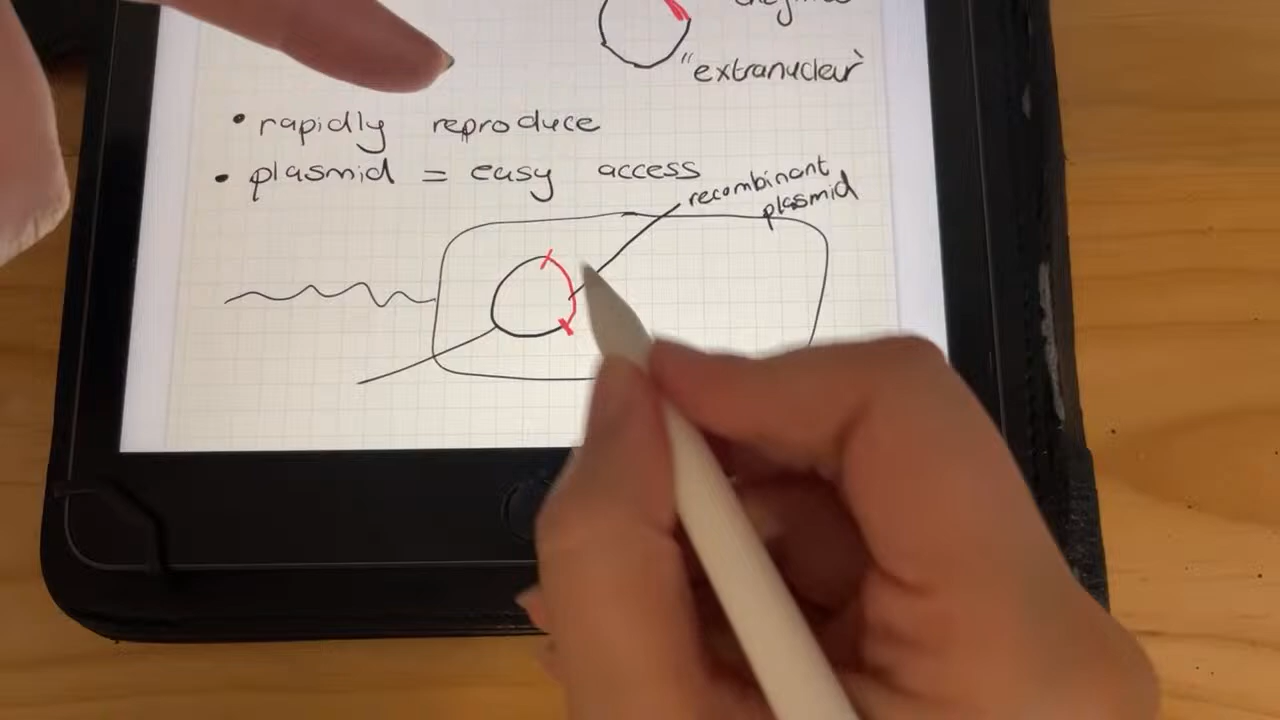 "extranuclear"
• rapidly reproduce
• plasmid = easy access
recombinant
plasmid